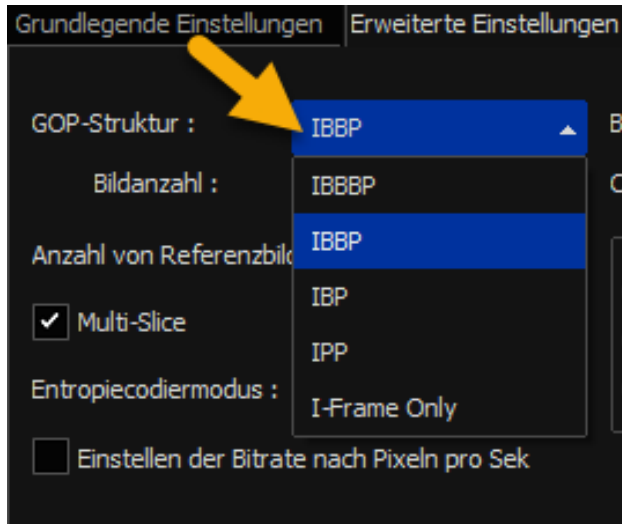 Grundlegende Einstellungen Erweiterte Einstellungen
GOP-Struktur : IBBP
Bildanzahl : IBBBP
IBBP
Anzahl von
IBP
Multi-Slice
IPP
Entropiecodiermodus :
I-Frame Only
Einstellen der Bitrate nach Pixeln pro Sek